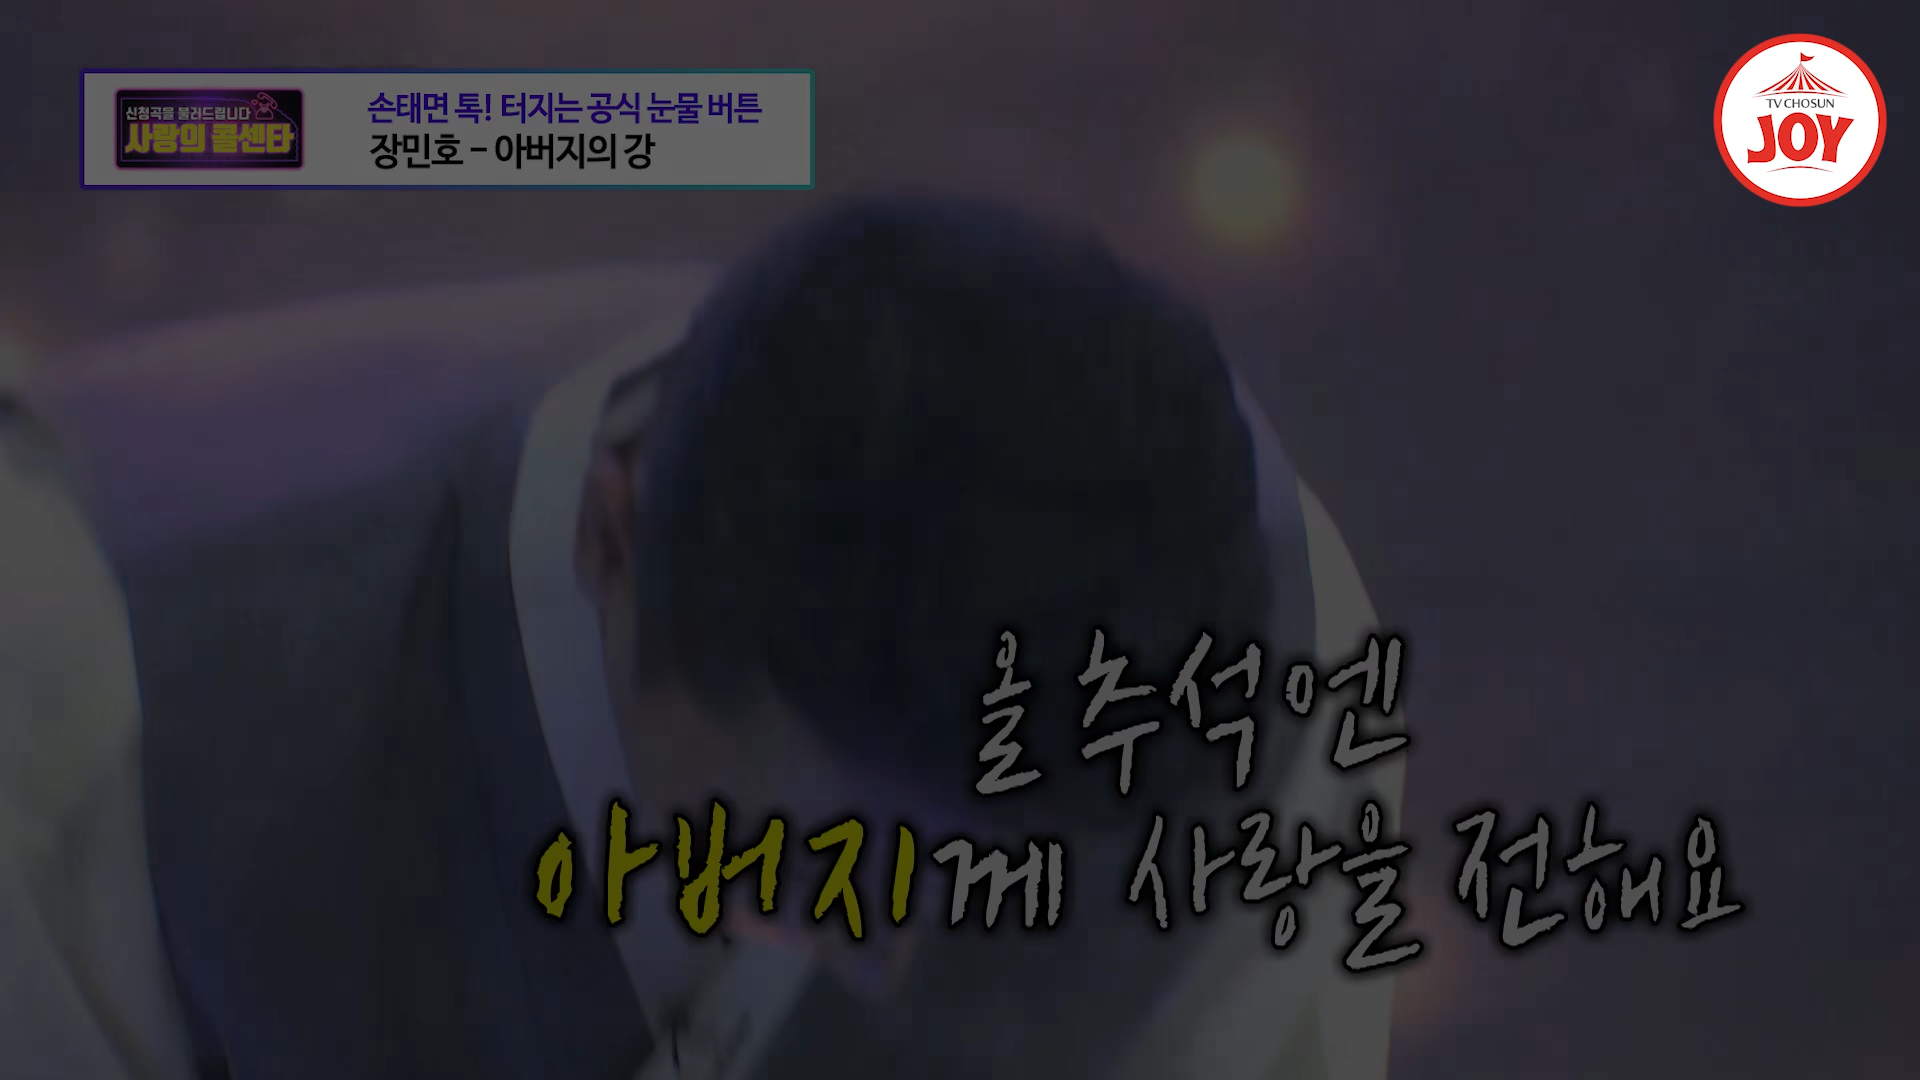 신청곡을 불러드립니다
사랑의 콜센타
손태면 톡! 터지는 공식 눈물 버튼
장민호 – 아버지의 강
TV CHOSUN
JOY
올 추석엔
아버지께 사랑을 전해요